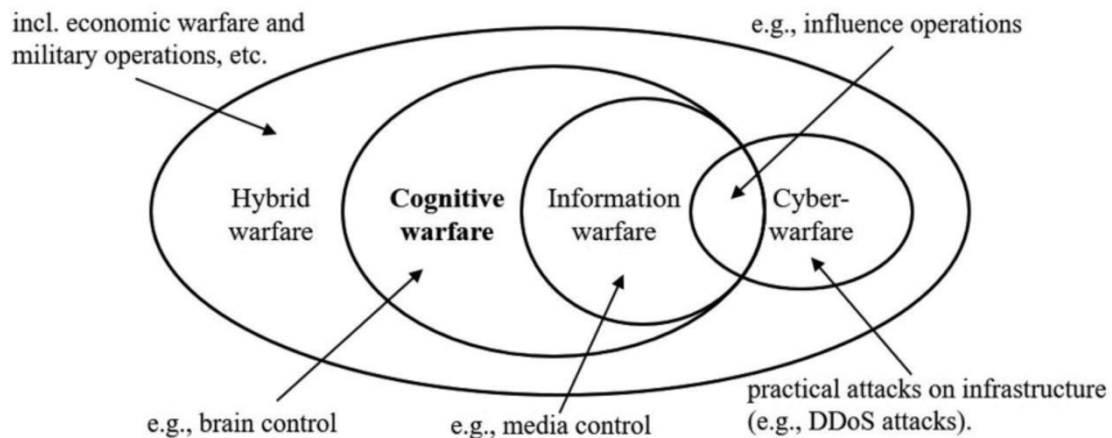 incl. economic warfare and
military operations, etc.
e.g., influence operations
Hybrid
warfare
Cognitive
warfare
Information
warfare
Cyber-
warfare
e.g., brain control
e.g., media control
practical attacks on infrastructure
(e.g., DDoS attacks).